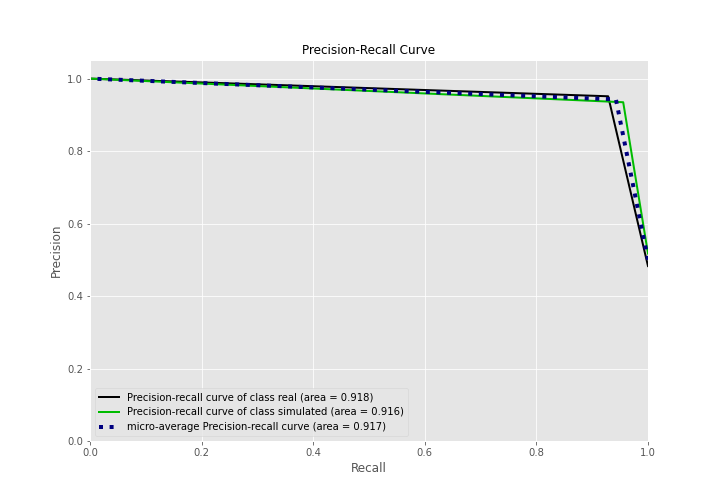 Precision-Recall Curve
1.0
0.8
0.6
0.4
0.2
0.0
Precision
Precision-recall curve of class real (area = 0.918)
Precision-recall curve of class simulated (area = 0.916)
micro-average Precision-recall curve (area = 0.917)
0.0 0.2 0.4 0.6 0.8 1.0
Recall